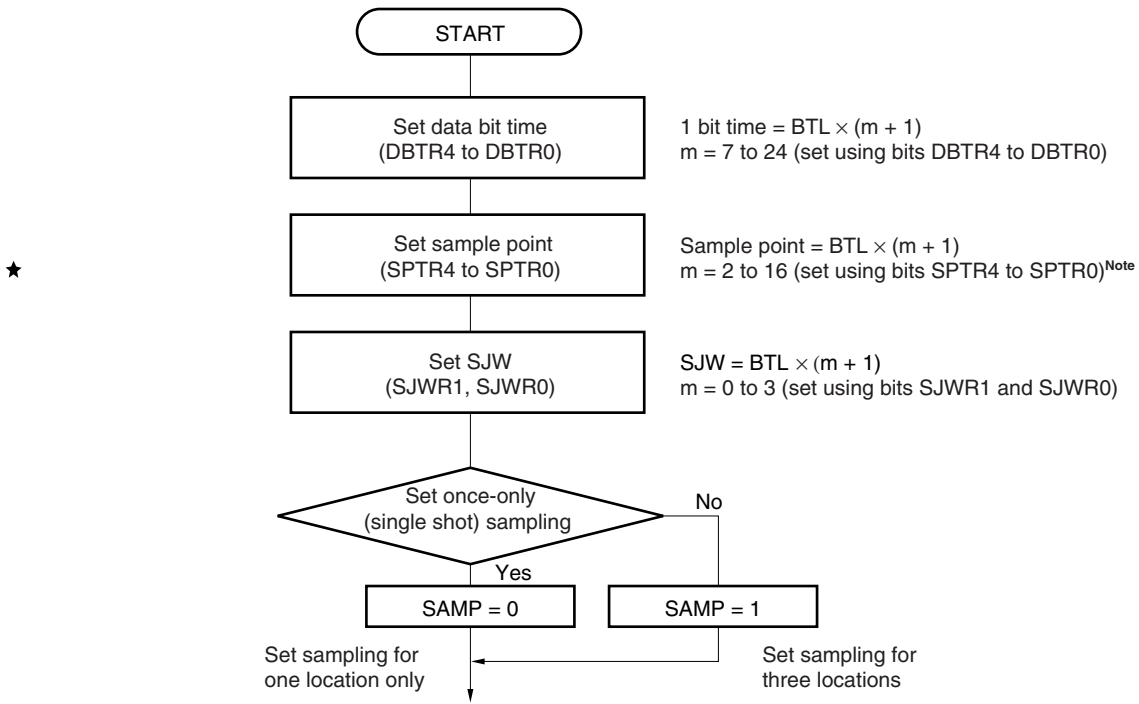 START
Set data bit time
(DBTR4 to DBTR0)
1 bit time = BTL × (m + 1)
m = 7 to 24 (set using bits DBTR4 to DBTR0)
★
Set sample point
(SPTR4 to SPTR0)
Sample point = BTL × (m + 1)
m = 2 to 16 (set using bits SPTR4 to SPTR0)Note
Set SJW
(SJWR1, SJWR0)
SJW = BTL × (m + 1)
m = 0 to 3 (set using bits SJWR1 and SJWR0)
Set once-only
(single shot) sampling
No
Yes
SAMP = 0
SAMP = 1
Set sampling for
one location only
Set sampling for
three locations